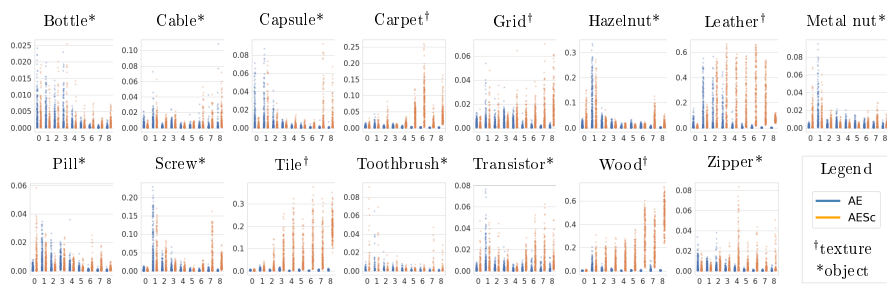 Bottle* Cable* Capsule* Carpet† Grid† Hazelnut* Leather† Metal nut*
0.025 0.020 0.015 0.010 0.005 0.000
0 1 2 3 4 5 6 7 8
0.10 0.05 0.00
0 1 2 3 4 5 6 7 8
0.08 0.06 0.04 0.02 0.00
0 1 2 3 4 5 6 7 8
0.25 0.20 0.15 0.10 0.05 0.00
0 1 2 3 4 5 6 7 8
0.06 0.04 0.02 0.00
0 1 2 3 4 5 6 7 8
0.3 0.2 0.1 0.0
0 1 2 3 4 5 6 7 8
0.6 0.4 0.2 0.0
0 1 2 3 4 5 6 7 8
0.08 0.06 0.04 0.02 0.00
0 1 2 3 4 5 6 7 8
Pill* Screw* Tile† Toothbrush* Transistor* Wood† Zipper*
0.06 0.04 0.02 0.00
0 1 2 3 4 5 6 7 8
0.20 0.15 0.10 0.05 0.00
0 1 2 3 4 5 6 7 8
0.3 0.2 0.1 0.0
0 1 2 3 4 5 6 7 8
0.08 0.06 0.04 0.02 0.00
0 1 2 3 4 5 6 7 8
0.08 0.06 0.04 0.02 0.00
0 1 2 3 4 5 6 7 8
0.6 0.4 0.2 0.0
0 1 2 3 4 5 6 7 8
0.08 0.06 0.04 0.02 0.00
0 1 2 3 4 5 6 7 8
Legend
AE
AESc
†texture
*object